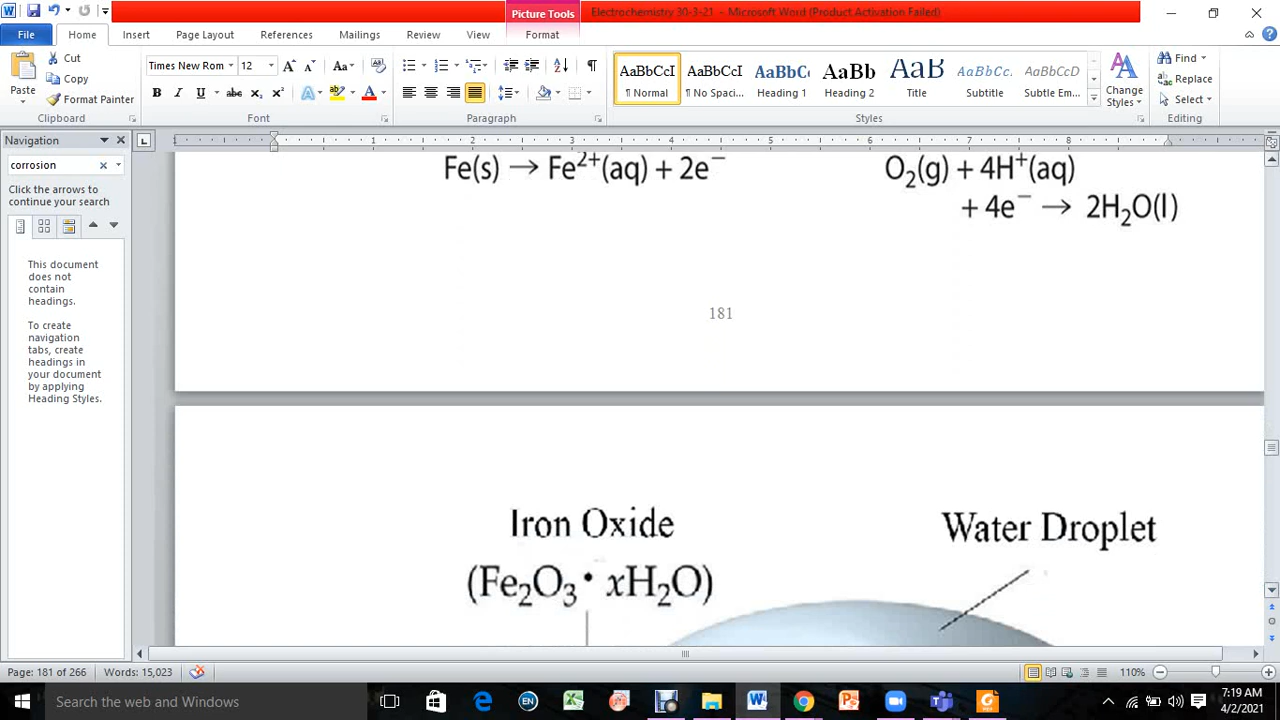 Picture Tools
Electrochemistry 30-3-21 - Microsoft Word (Product Activation Failed)
File Home Insert Page Layout References Mailings Review View Format
Paste
Cut
Copy
Format Painter
Clipboard
Times New Rom 12
Font
Paragraph
AaBbCcI AaBbCcI AaBbCc AaBbC AaB AaBbCcI AaBbCcD
¶ Normal ¶ No Spaci... Heading 1 Heading 2 Title Subtitle Subtle Em...
Styles
Change
Styles
Find
Replace
Select
Editing
Navigation
corrosion
Click the arrows to
continue your search
This document
does not
contain
headings.
To create
navigation
tabs, create
headings in
your document
by applying
Heading Styles.
Fe(s) → Fe²⁺(aq) + 2e⁻
O₂(g) + 4H⁺(aq)
+ 4e⁻ → 2H₂O(l)
181
Iron Oxide
(Fe₂O₃ • xH₂O)
Water Droplet
Page: 181 of 266 Words: 15,023 110%
Search the web and Windows
7:19 AM
4/2/2021